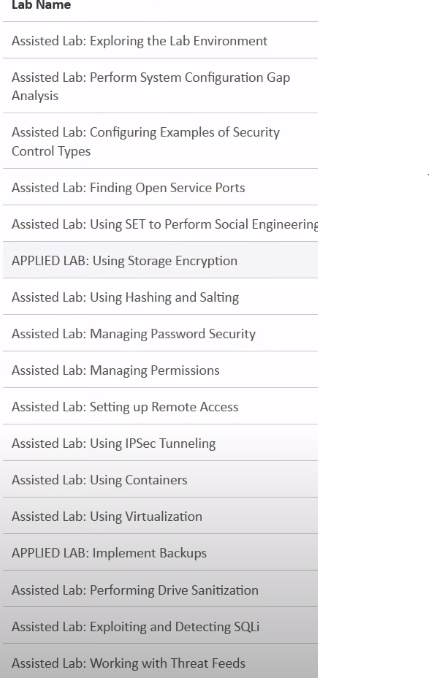 Lab Name
Assisted Lab: Exploring the Lab Environment
Assisted Lab: Perform System Configuration Gap
Analysis
Assisted Lab: Configuring Examples of Security
Control Types
Assisted Lab: Finding Open Service Ports
Assisted Lab: Using SET to Perform Social Engineering
APPLIED LAB: Using Storage Encryption
Assisted Lab: Using Hashing and Salting
Assisted Lab: Managing Password Security
Assisted Lab: Managing Permissions
Assisted Lab: Setting up Remote Access
Assisted Lab: Using IPSec Tunneling
Assisted Lab: Using Containers
Assisted Lab: Using Virtualization
APPLIED LAB: Implement Backups
Assisted Lab: Performing Drive Sanitization
Assisted Lab: Exploiting and Detecting SQLi
Assisted Lab: Working with Threat Feeds